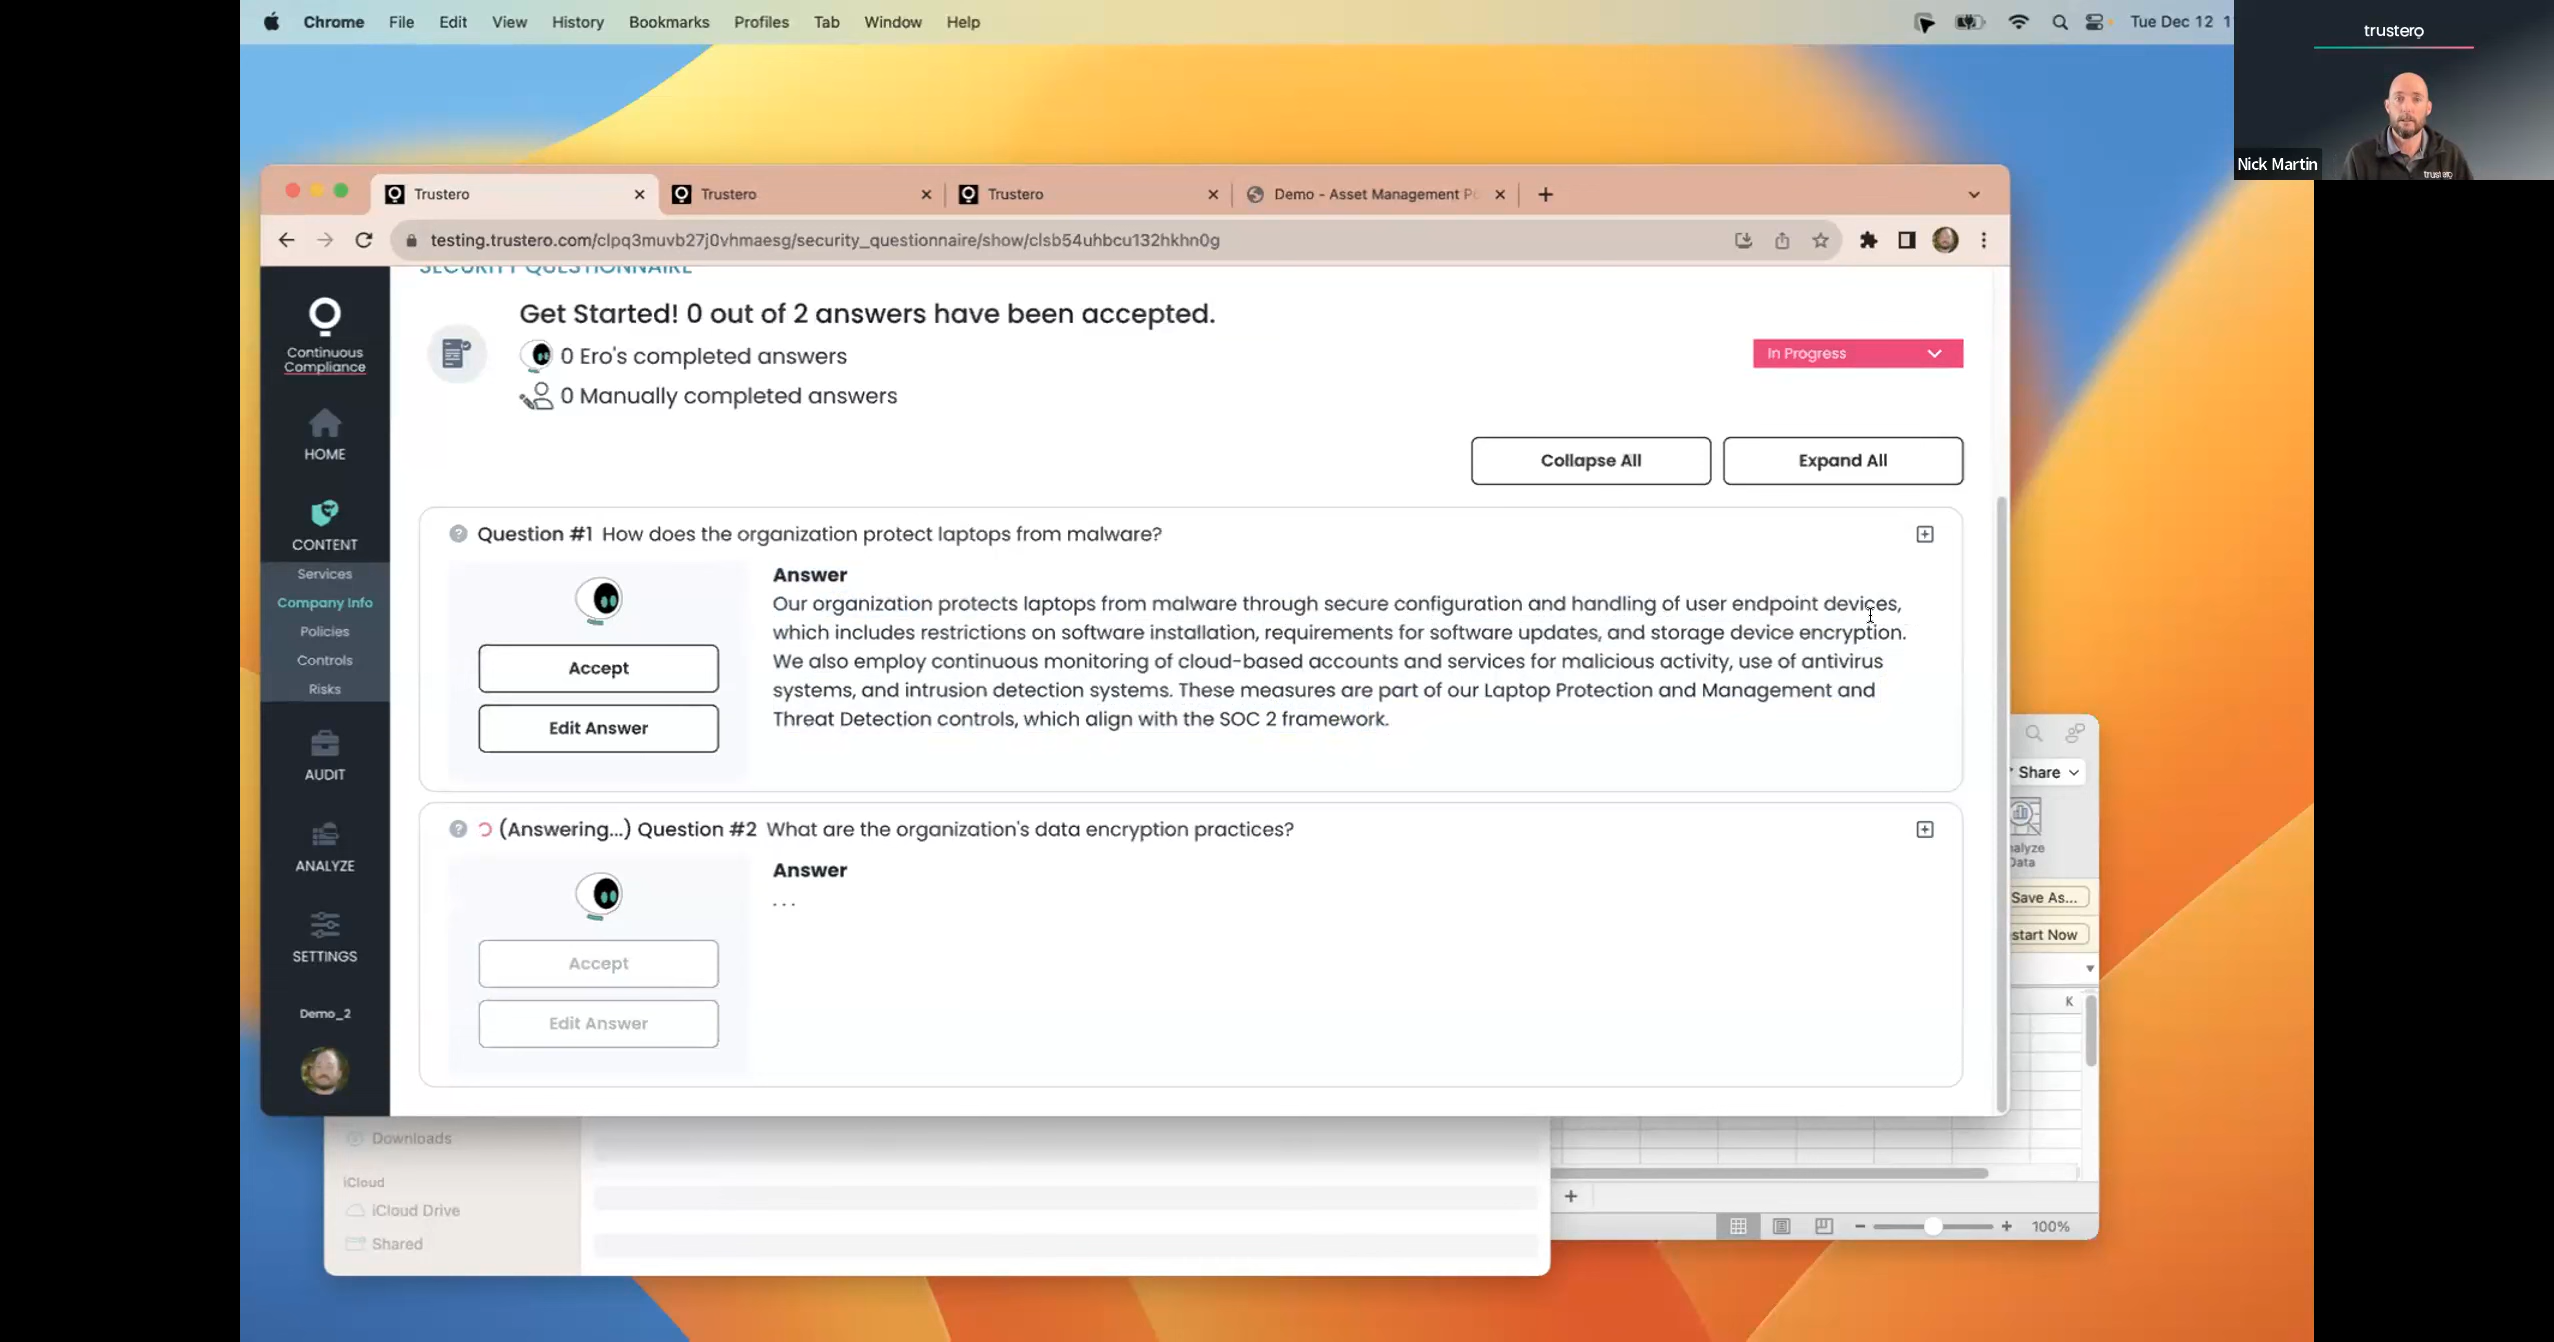 Chrome File Edit View History Bookmarks Profiles Tab Window Help
Tue Dec 12
trustero
Nick Martin
Trustero
Trustero
Trustero
Demo - Asset Management
testing.trustero.com/clpq3muvb27j0vhmaesg/security_questionnaire/show/clsb54uhbcu132hkhn0g
SECURITY QUESTIONNAIRE
Continuous
Compliance
HOME
CONTENT
Services
Company Info
Policies
Controls
Risks
AUDIT
ANALYZE
SETTINGS
Demo_2
Get Started! 0 out of 2 answers have been accepted.
0 Ero's completed answers
0 Manually completed answers
In Progress
Collapse All
Expand All
Question #1 How does the organization protect laptops from malware?
Accept
Edit Answer
Answer
Our organization protects laptops from malware through secure configuration and handling of user endpoint devices,
which includes restrictions on software installation, requirements for software updates, and storage device encryption.
We also employ continuous monitoring of cloud-based accounts and services for malicious activity, use of antivirus
systems, and intrusion detection systems. These measures are part of our Laptop Protection and Management and
Threat Detection controls, which align with the SOC 2 framework.
(Answering...) Question #2 What are the organization's data encryption practices?
Accept
Edit Answer
Answer
...
Share
Data
Save As...
Now
K
Downloads
iCloud
iCloud Drive
Shared
100%